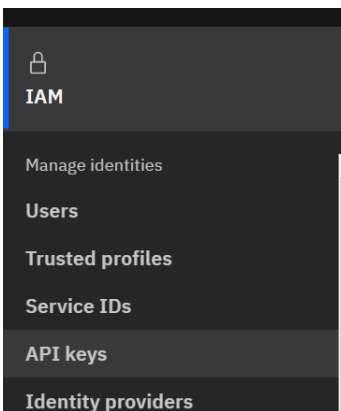 IAM
Manage identities
Users
Trusted profiles
Service IDs
API keys
Identity providers